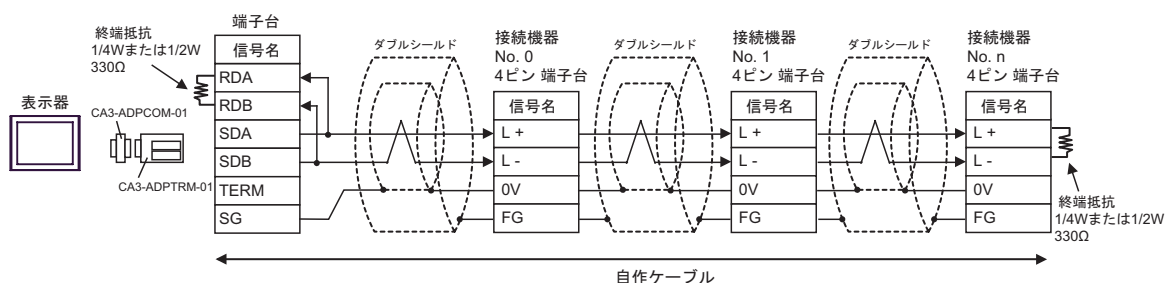 表示器
CA3-ADPCOM-01
CA3-ADPTRM-01
終端抵抗
1/4Wまたは1/2W
330Ω
端子台
信号名
RDA
RDB
SDA
SDB
TERM
SG
ダブルシールド
接続機器
No. 0
4ピン 端子台
信号名
L +
L -
0V
FG
ダブルシールド
接続機器
No. 1
4ピン 端子台
信号名
L +
L -
0V
FG
ダブルシールド
接続機器
No. n
4ピン 端子台
信号名
L +
L -
0V
FG
終端抵抗
1/4Wまたは1/2W
330Ω
自作ケーブル